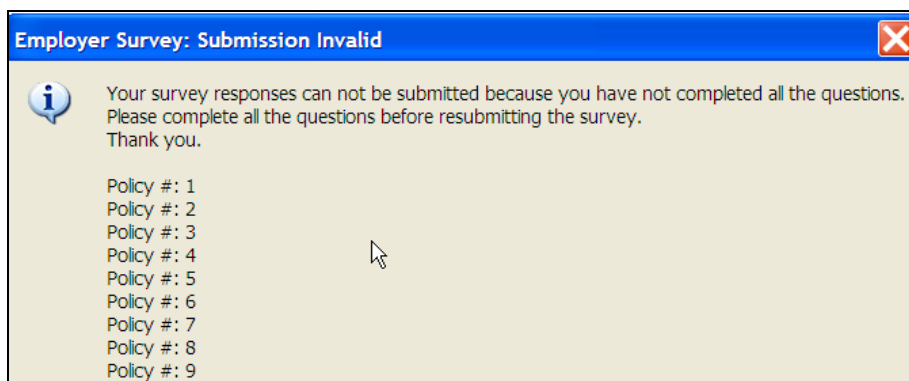 Employer Survey: Submission Invalid
Your survey responses can not be submitted because you have not completed all the questions.
Please complete all the questions before resubmitting the survey.
Thank you.
Policy #: 1
Policy #: 2
Policy #: 3
Policy #: 4
Policy #: 5
Policy #: 6
Policy #: 7
Policy #: 8
Policy #: 9